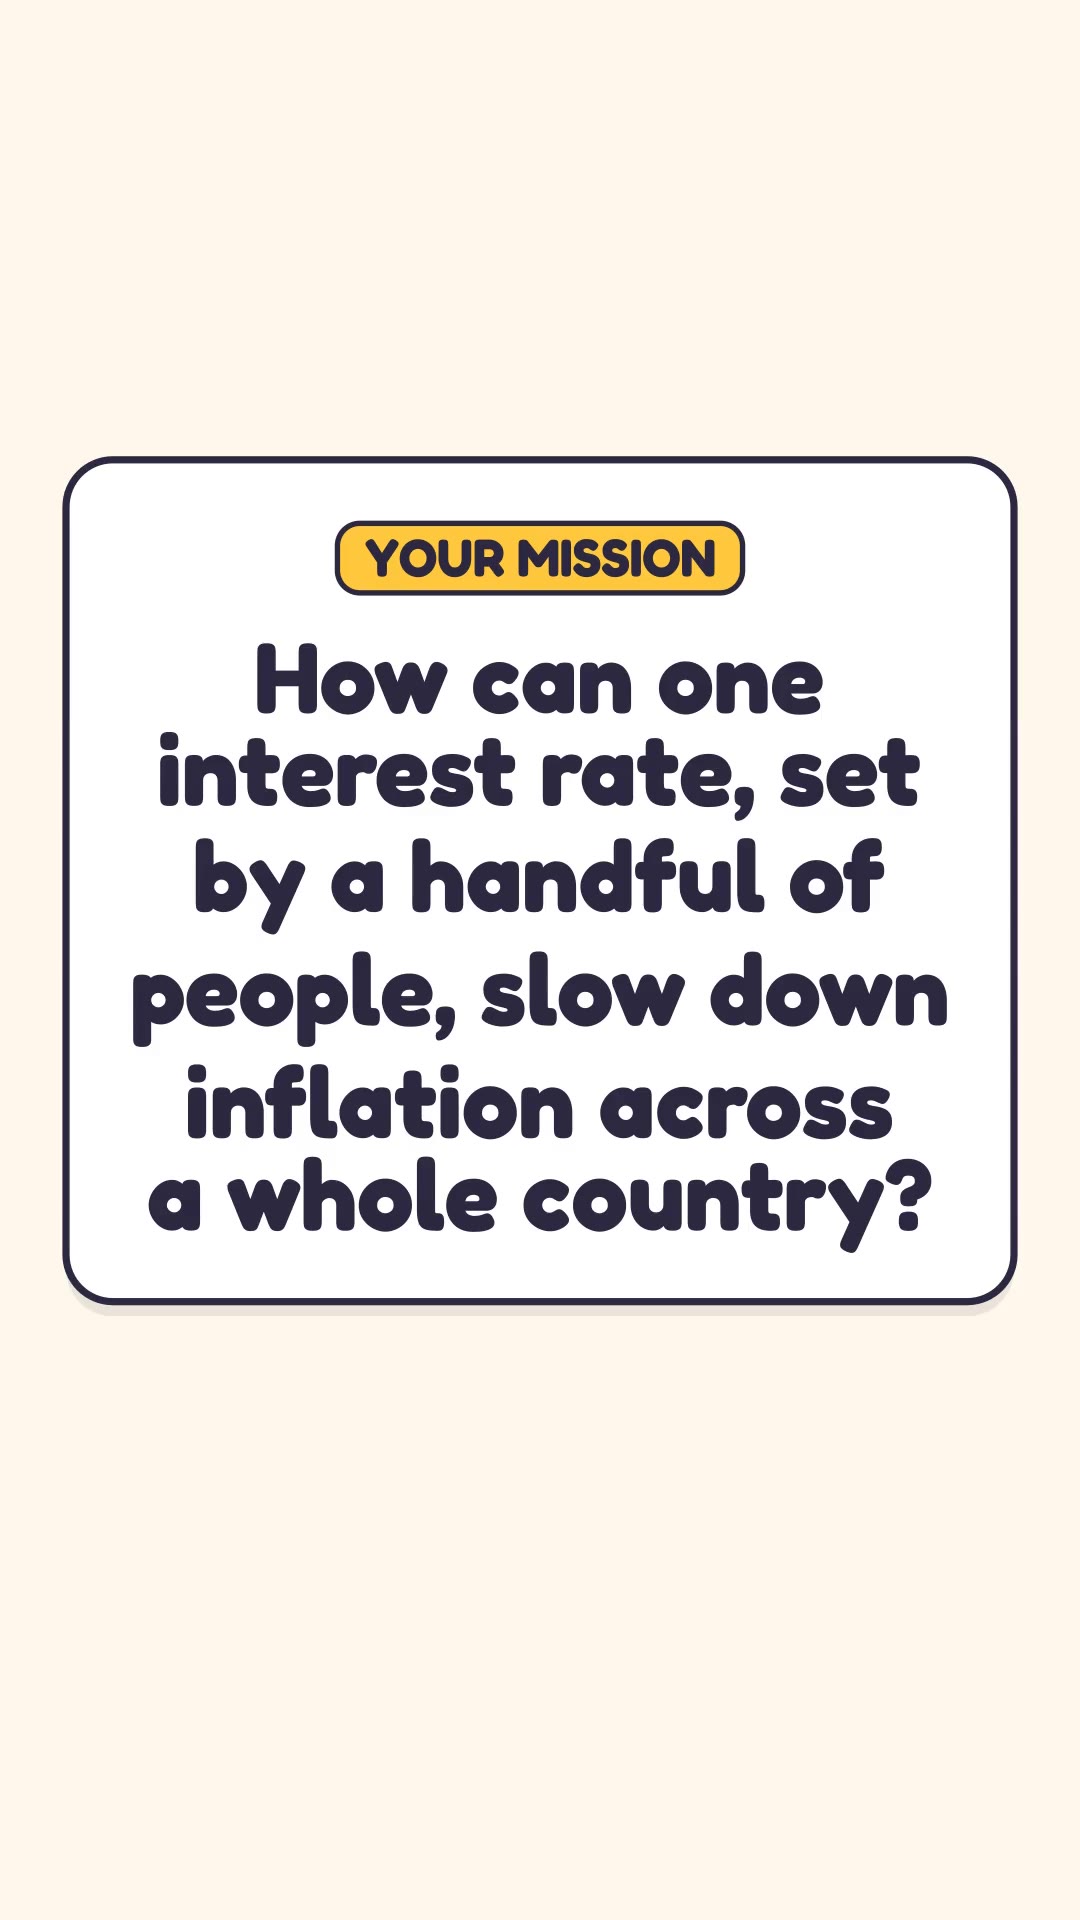 YOUR MISSION
How can one
interest rate, set
by a handful of
people, slow down
inflation across
a whole country?